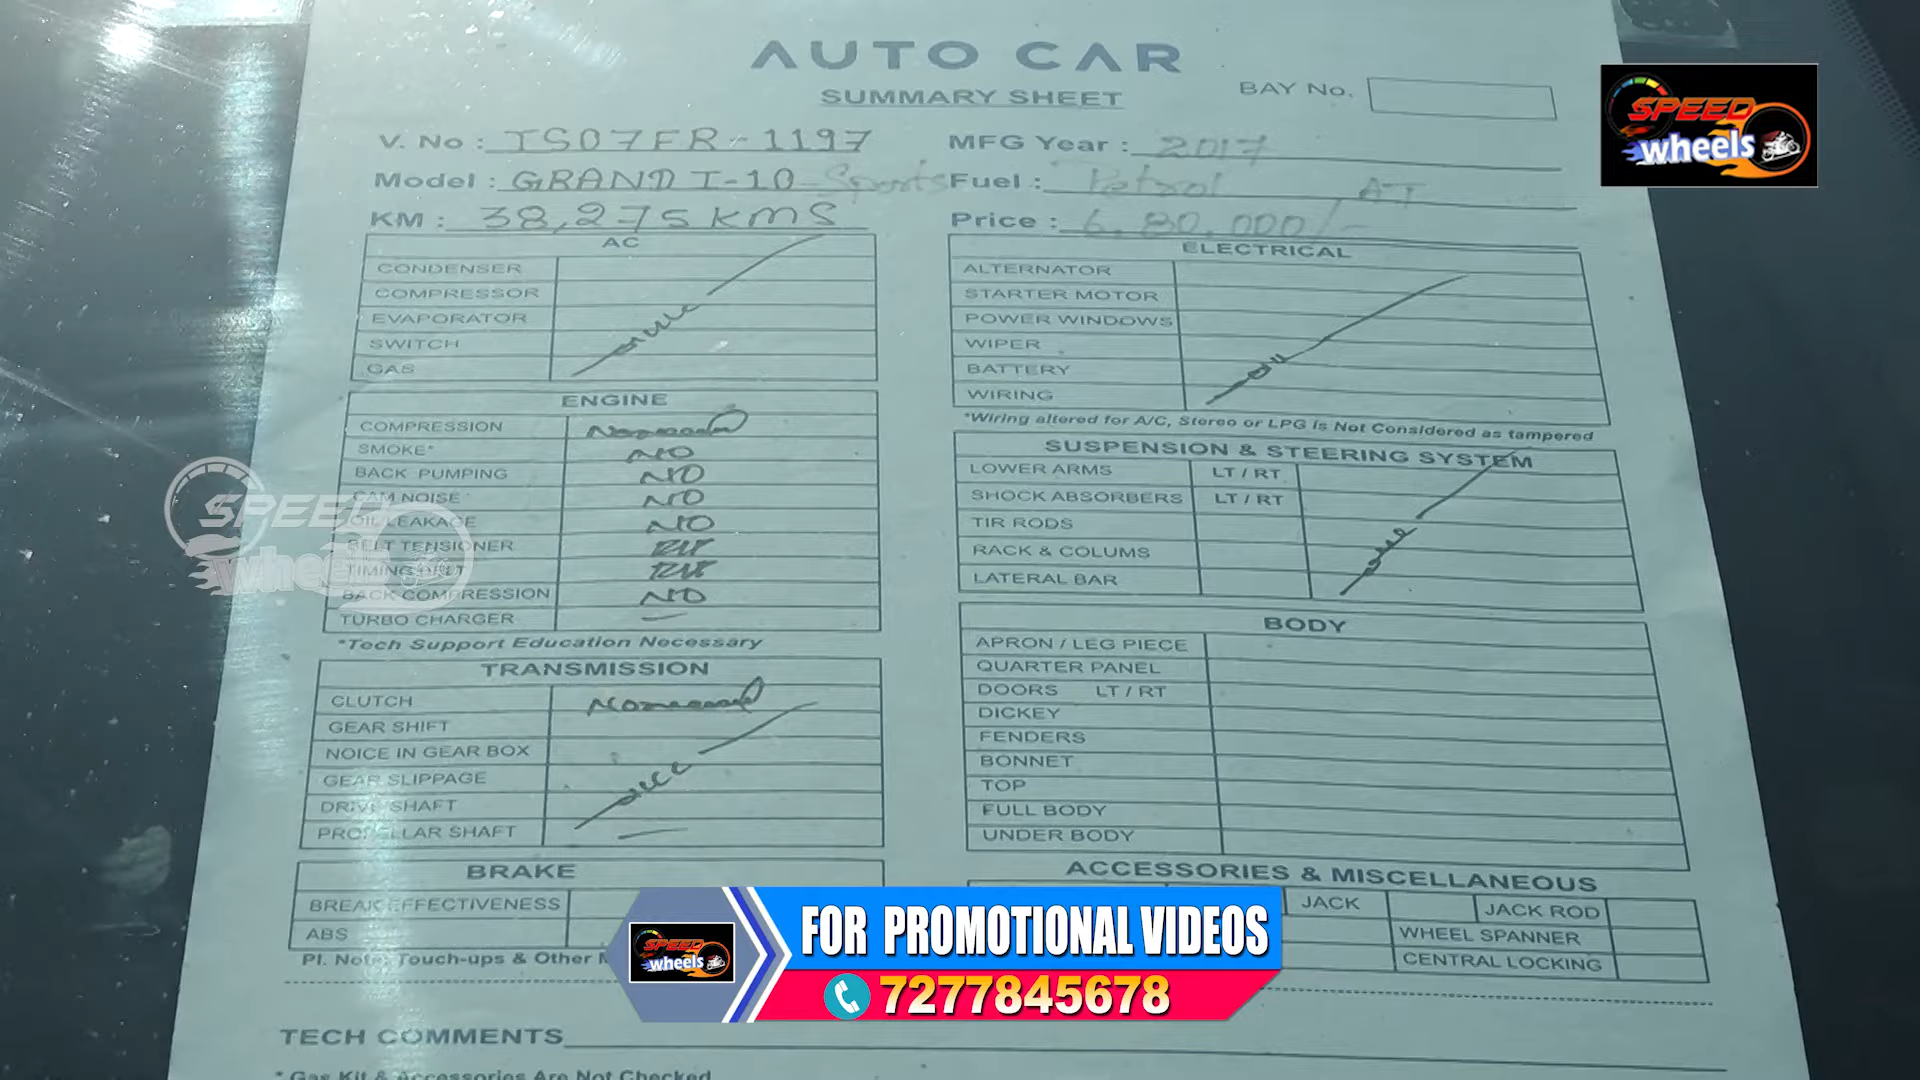 AUTO CAR
SUMMARY SHEET
BAY No.
SPEED
wheels
V. No : TS07FR-1197
MFG Year : 2017
Model : GRAND I-10 Sports
Fuel : Petrol AT
KM : 38,275 KMS
Price : 6,80,000/-
AC
CONDENSER
COMPRESSOR
EVAPORATOR
SWITCH
GAS
ELECTRICAL
ALTERNATOR
STARTER MOTOR
POWER WINDOWS
WIPER
BATTERY
WIRING
*Wiring altered for A/C, Stereo or LPG is Not Considered as tampered
ENGINE
COMPRESSION Normal
SMOKE* NO
BACK PUMPING NO
CAM NOISE NO
OIL LEAKAGE NO
BELT TENSIONER
TIMING BELT
BACK COMPRESSION NO
TURBO CHARGER —
*Tech Support Education Necessary
SPEED
wheels
SUSPENSION & STEERING SYSTEM
LOWER ARMS LT / RT
SHOCK ABSORBERS LT / RT
TIR RODS
RACK & COLUMS
LATERAL BAR
TRANSMISSION
CLUTCH Normal
GEAR SHIFT
NOICE IN GEAR BOX
GEAR SLIPPAGE
DRIVE SHAFT
PROPELLAR SHAFT —
BODY
APRON / LEG PIECE
QUARTER PANEL
DOORS LT / RT
DICKEY
FENDERS
BONNET
TOP
FULL BODY
UNDER BODY
BRAKE
BREAK EFFECTIVENESS
ABS
Pl. Note: Touch-ups & Other
ACCESSORIES & MISCELLANEOUS
JACK JACK ROD
WHEEL SPANNER
CENTRAL LOCKING
SPEED
wheels
FOR PROMOTIONAL VIDEOS
7277845678
TECH COMMENTS
* Gas Kit & Accessories Are Not Checked